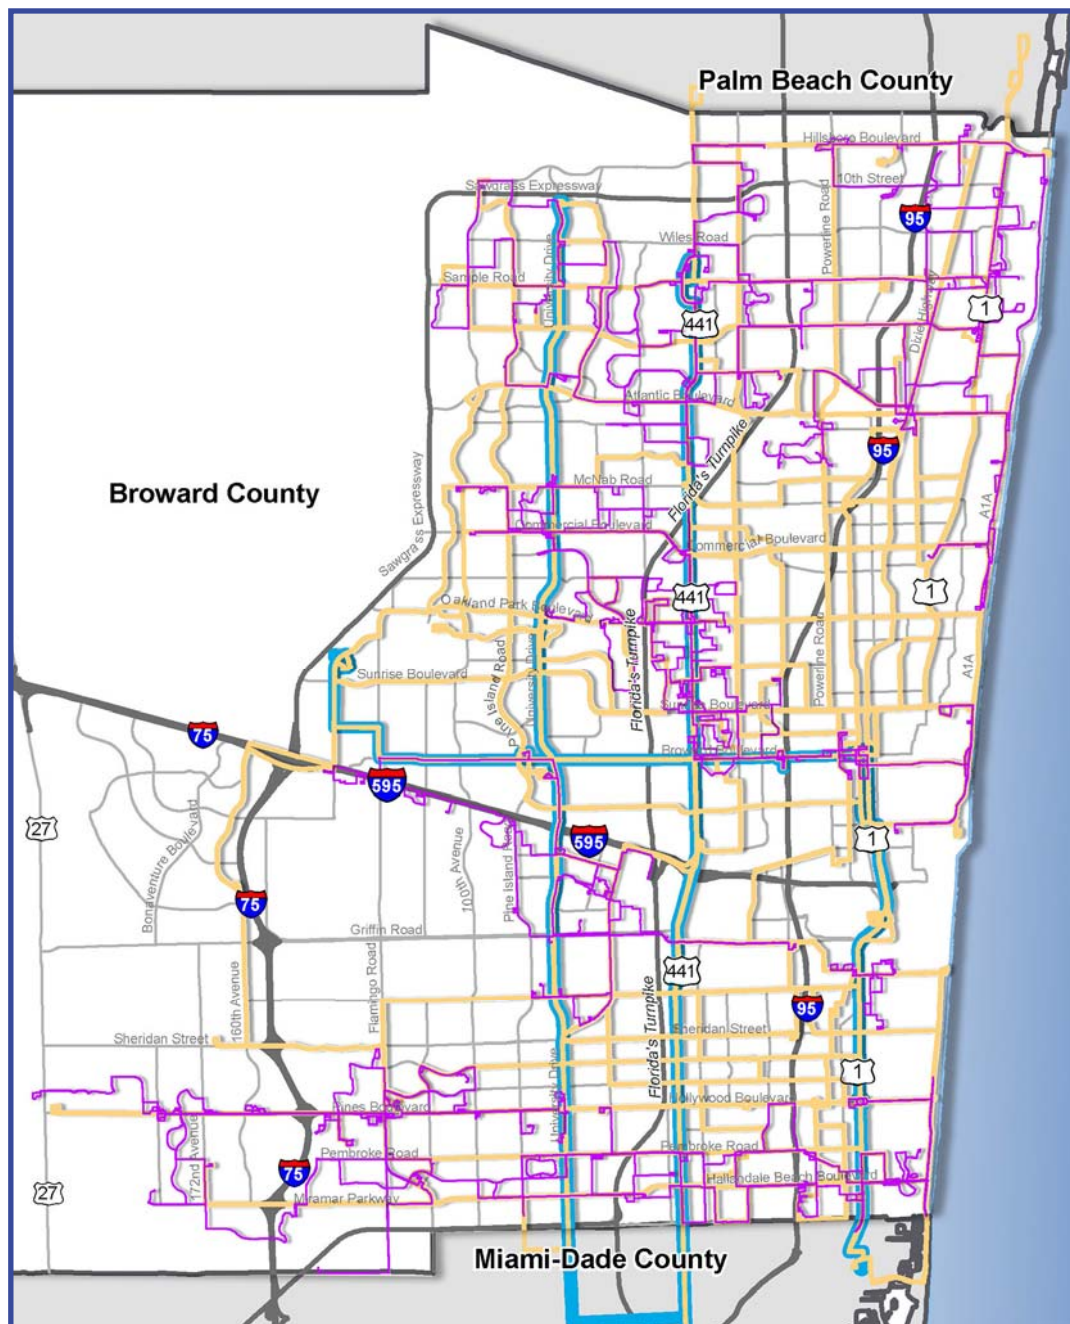 Palm Beach County
Hillsboro Boulevard
10th Street
Sawgrass Expressway
95
Powerline Road
University Drive
Wiles Road
Sample Road
1
441
Dixie Highway
Atlantic Boulevard
Florida's Turnpike
95
McNab Road
Broward County
Sawgrass Expressway
Commercial Boulevard
A1A
Commercial Boulevard
1
441
Oakland Park Boulevard
Florida's Turnpike
Powerline Road
University Drive
Pine Island Road
A1A
Sunrise Boulevard
Sunrise Boulevard
75
Broward Boulevard
595
27
595
1
Bonaventure Boulevard
100th Avenue
Pine Island Road
75
Griffin Road
441
160th Avenue
Flamingo Road
Florida's Turnpike
95
Sheridan Street
Sheridan Street
University Drive
1
Pines Boulevard
Hollywood Boulevard
172nd Avenue
Pembroke Road
Pembroke Road
75
27
Hallandale Beach Boulevard
Miramar Parkway
Miami-Dade County